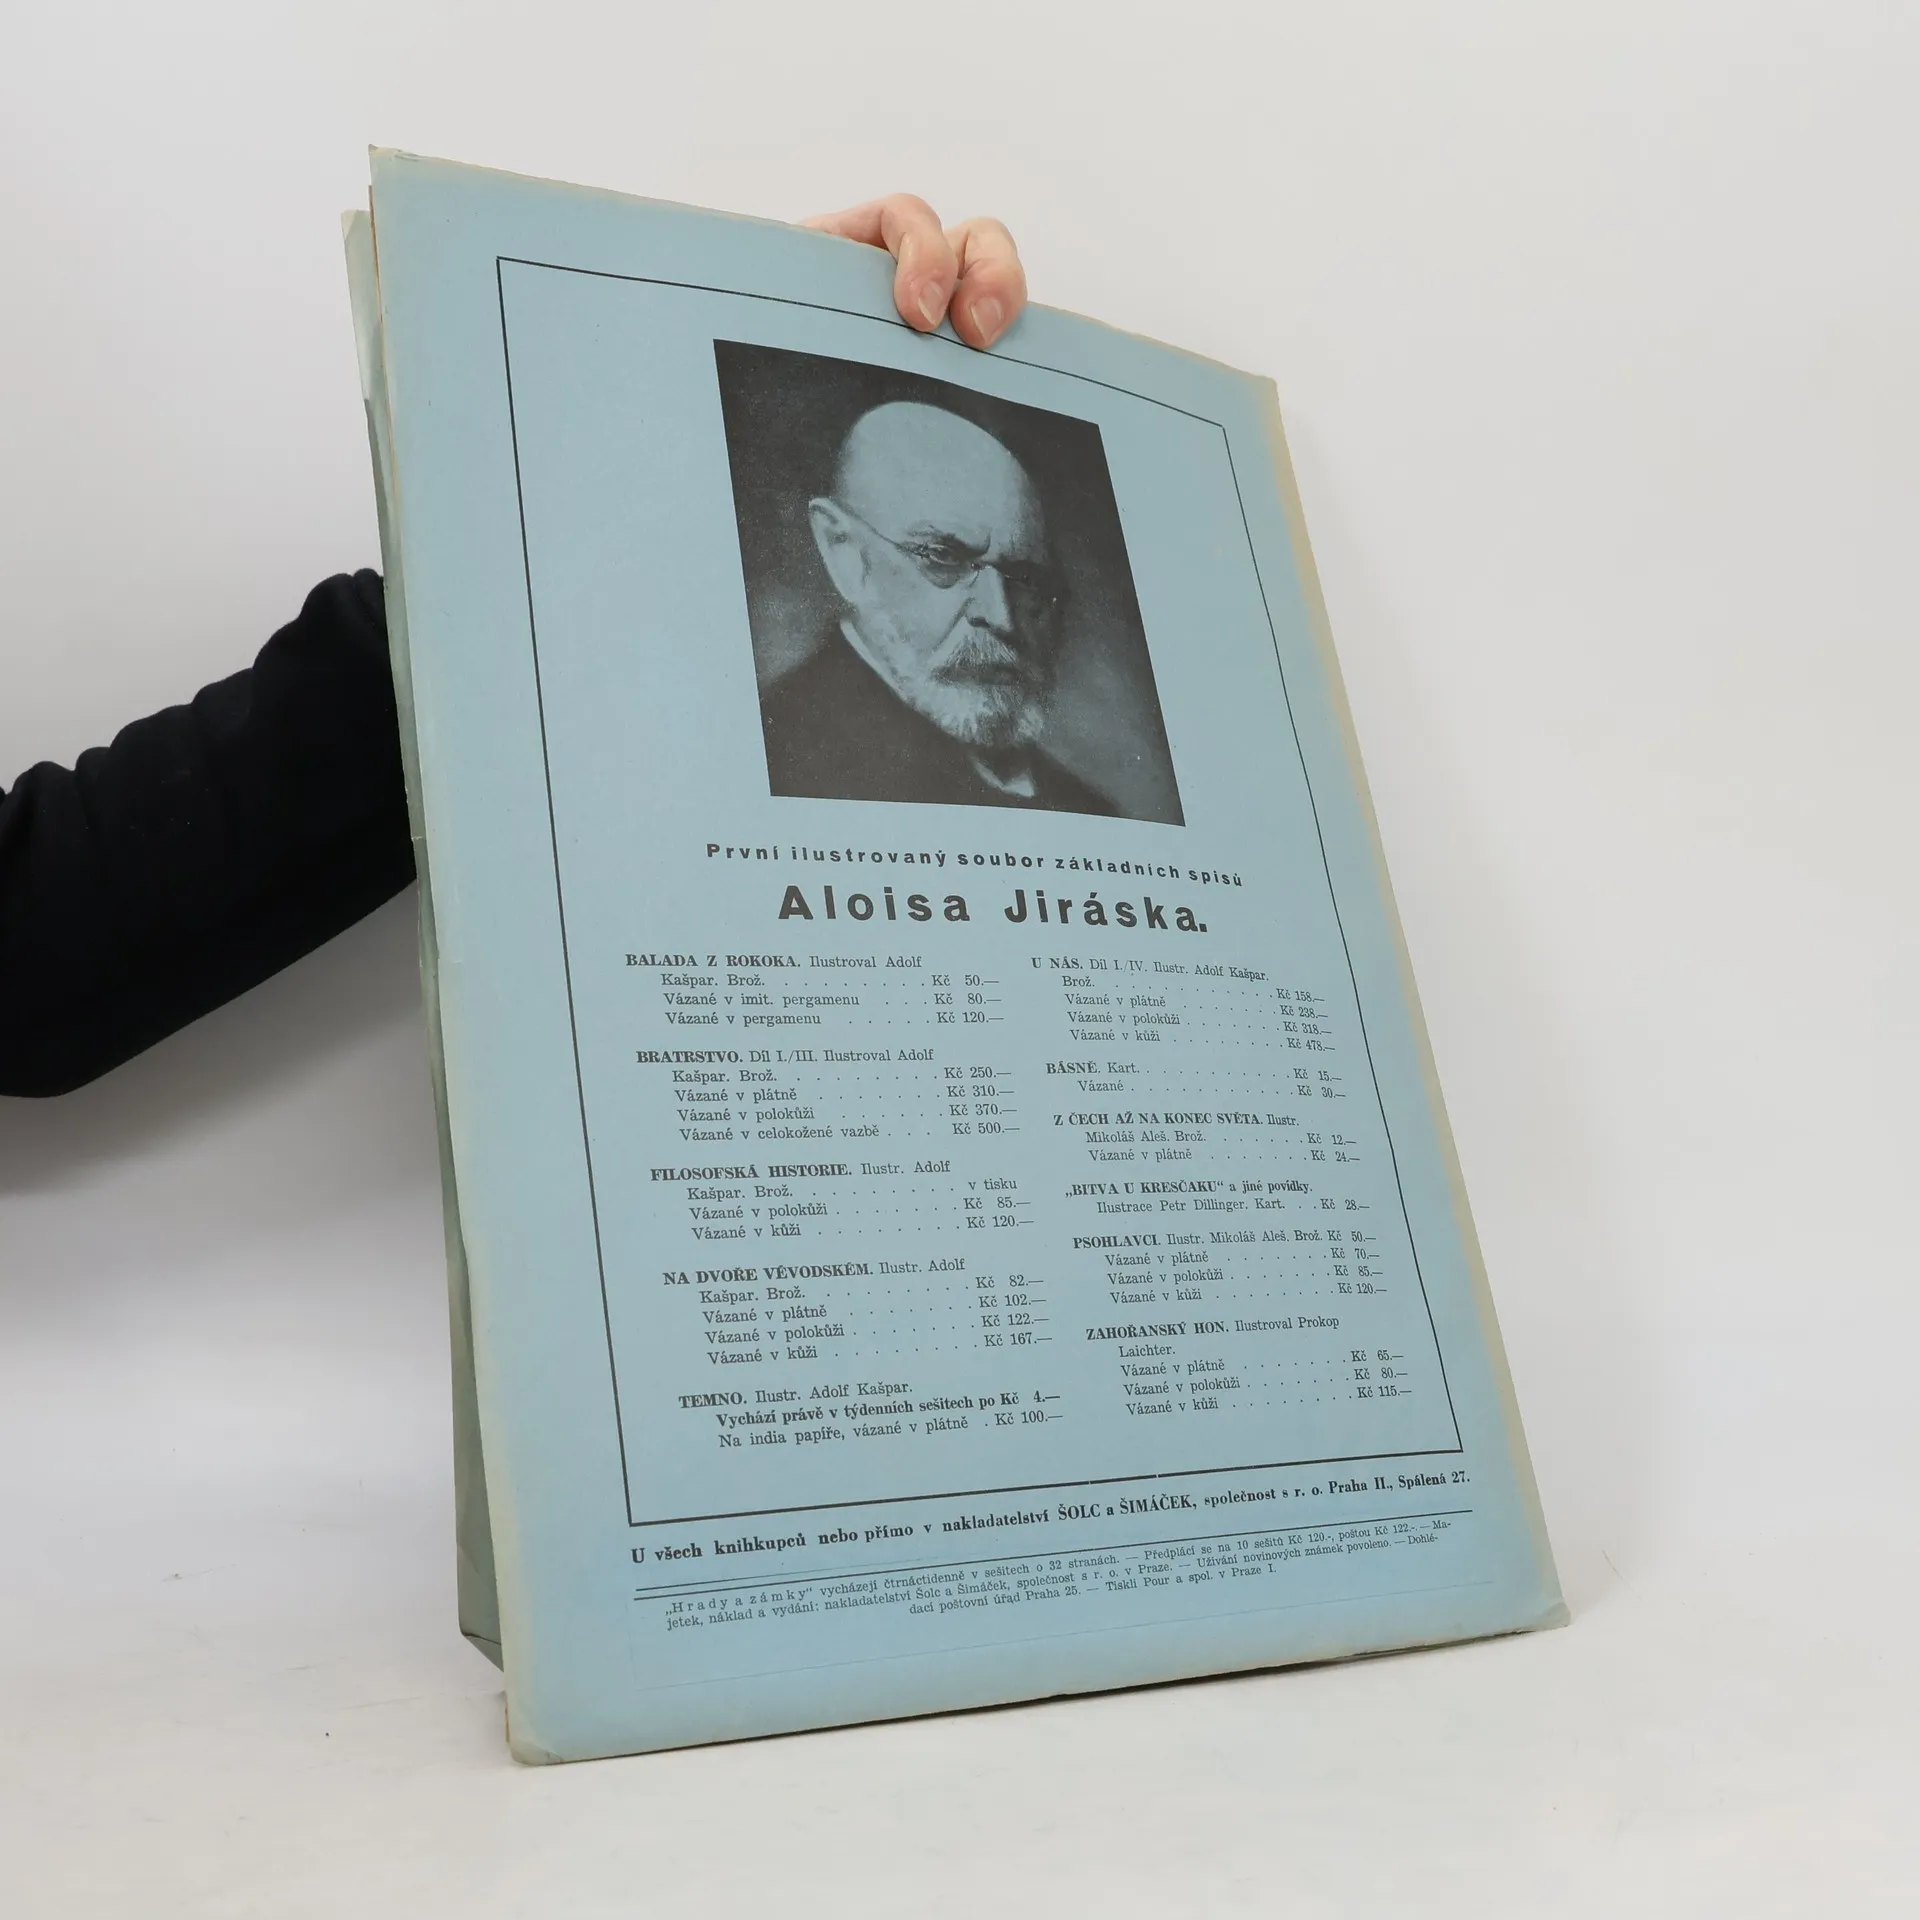 První ilustrovaný soubor základních spisů
Aloisa Jiráska.
BALADA Z ROKOKA. Ilustroval Adolf
Kašpar. Brož. . . . . . . . . Kč 50.—
Vázané v imit. pergamenu . . . Kč 80.—
Vázané v pergamenu . . . . . Kč 120.—
BRATRSTVO. Díl I./III. Ilustroval Adolf
Kašpar. Brož. . . . . . . . . Kč 250.—
Vázané v plátně . . . . . . . Kč 310.—
Vázané v polokůži . . . . . . Kč 370.—
Vázané v celokožené vazbě . . . Kč 500.—
FILOSOFSKÁ HISTORIE. Ilustr. Adolf
Kašpar. Brož. . . . . . . . . v tisku
Vázané v polokůži . . . . . . . Kč 85.—
Vázané v kůži . . . . . . . . Kč 120.—
NA DVOŘE VÉVODSKÉM. Ilustr. Adolf
Kašpar. Brož. . . . . . . . . Kč 82.—
Vázané v plátně . . . . . . . Kč 102.—
Vázané v polokůži . . . . . . . Kč 122.—
Vázané v kůži . . . . . . . . Kč 167.—
TEMNO. Ilustr. Adolf Kašpar.
Vychází právě v týdenních sešitech po Kč 4.—
Na india papíře, vázané v plátně . Kč 100.—
U NÁS. Díl I./IV. Ilustr. Adolf Kašpar.
Brož. . . . . . . . . . . . Kč 158.—
Vázané v plátně . . . . . . . Kč 238.—
Vázané v polokůži . . . . . . . Kč 318.—
Vázané v kůži . . . . . . . . Kč 478.—
BÁSNĚ. Kart. . . . . . . . . . . Kč 15.—
Vázané . . . . . . . . . . . Kč 30.—
Z ČECH AŽ NA KONEC SVĚTA. Ilustr.
Mikoláš Aleš. Brož. . . . . . . Kč 12.—
Vázané v plátně . . . . . . . Kč 24.—
„BITVA U KRESČAKU“ a jiné povídky.
Ilustrace Petr Dillinger. Kart. . . Kč 28.—
PSOHLAVCI. Ilustr. Mikoláš Aleš. Brož. Kč 50.—
Vázané v plátně . . . . . . . Kč 70.—
Vázané v polokůži . . . . . . . Kč 85.—
Vázané v kůži . . . . . . . . Kč 120.—
ZAHOŘANSKÝ HON. Ilustroval Prokop
Laichter.
Vázané v plátně . . . . . . . Kč 65.—
Vázané v polokůži . . . . . . . Kč 80.—
Vázané v kůži . . . . . . . . Kč 115.—
U všech knihkupců nebo přímo v nakladatelství ŠOLC a ŠIMÁČEK, společnost s r. o. Praha II., Spálená 27.
„Hrady a zámky“ vycházejí čtrnáctidenně v sešitech o 32 stranách. — Předplácí se na 10 sešitů Kč 120.-, poštou Kč 122.-. — Ma-
jetek, náklad a vydání: nakladatelství Šolc a Šimáček, společnost s r. o. v Praze. — Užívání novinových známek povoleno. — Dohlé-
dací poštovní úřad Praha 25. — Tiskli Pour a spol. v Praze I.